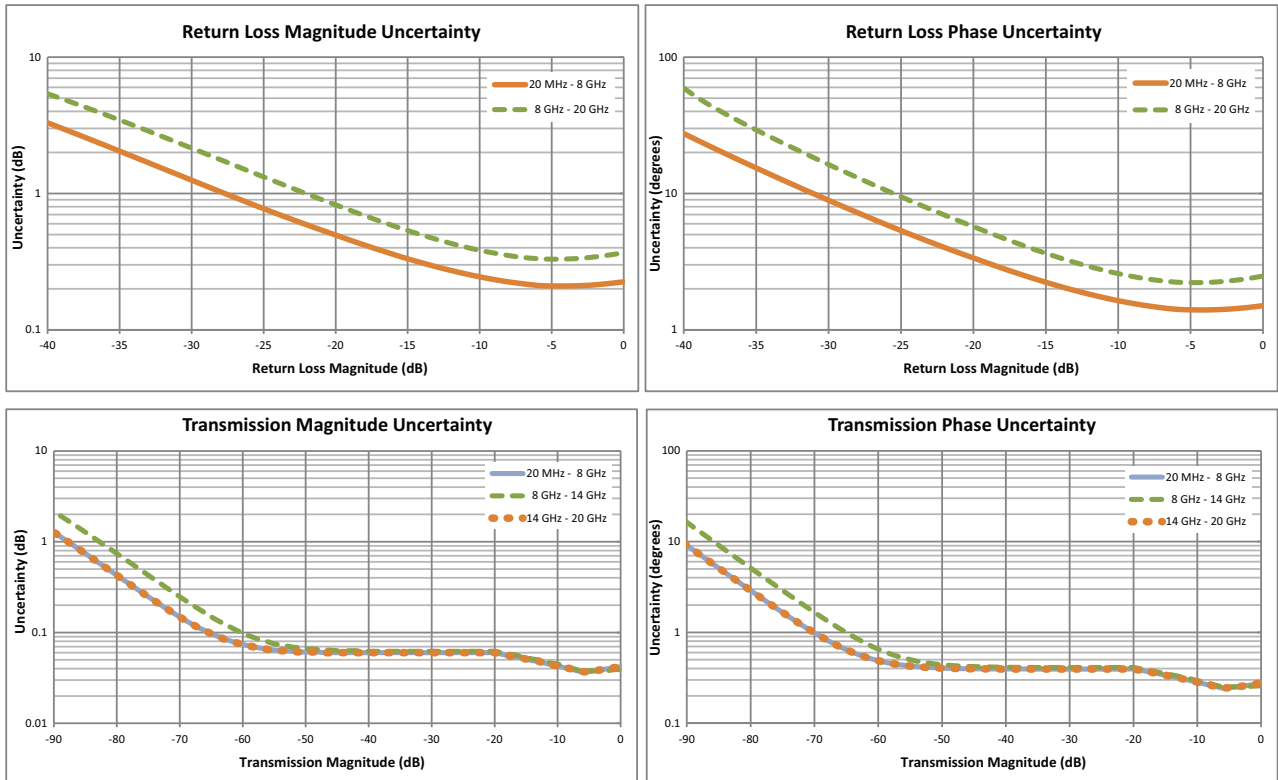 Return Loss Magnitude Uncertainty
10
1
0.1
Uncertainty (dB)
20 MHz - 8 GHz
8 GHz - 20 GHz
-40 -35 -30 -25 -20 -15 -10 -5 0
Return Loss Magnitude (dB)
Return Loss Phase Uncertainty
100
10
1
Uncertainty (degrees)
20 MHz - 8 GHz
8 GHz - 20 GHz
-40 -35 -30 -25 -20 -15 -10 -5 0
Return Loss Magnitude (dB)
Transmission Magnitude Uncertainty
10
1
0.1
0.01
Uncertainty (dB)
20 MHz - 8 GHz
8 GHz - 14 GHz
14 GHz - 20 GHz
-90 -80 -70 -60 -50 -40 -30 -20 -10 0
Transmission Magnitude (dB)
Transmission Phase Uncertainty
100
10
1
0.1
Uncertainty (degrees)
20 MHz - 8 GHz
8 GHz - 14 GHz
14 GHz - 20 GHz
-90 -80 -70 -60 -50 -40 -30 -20 -10 0
Transmission Magnitude (dB)